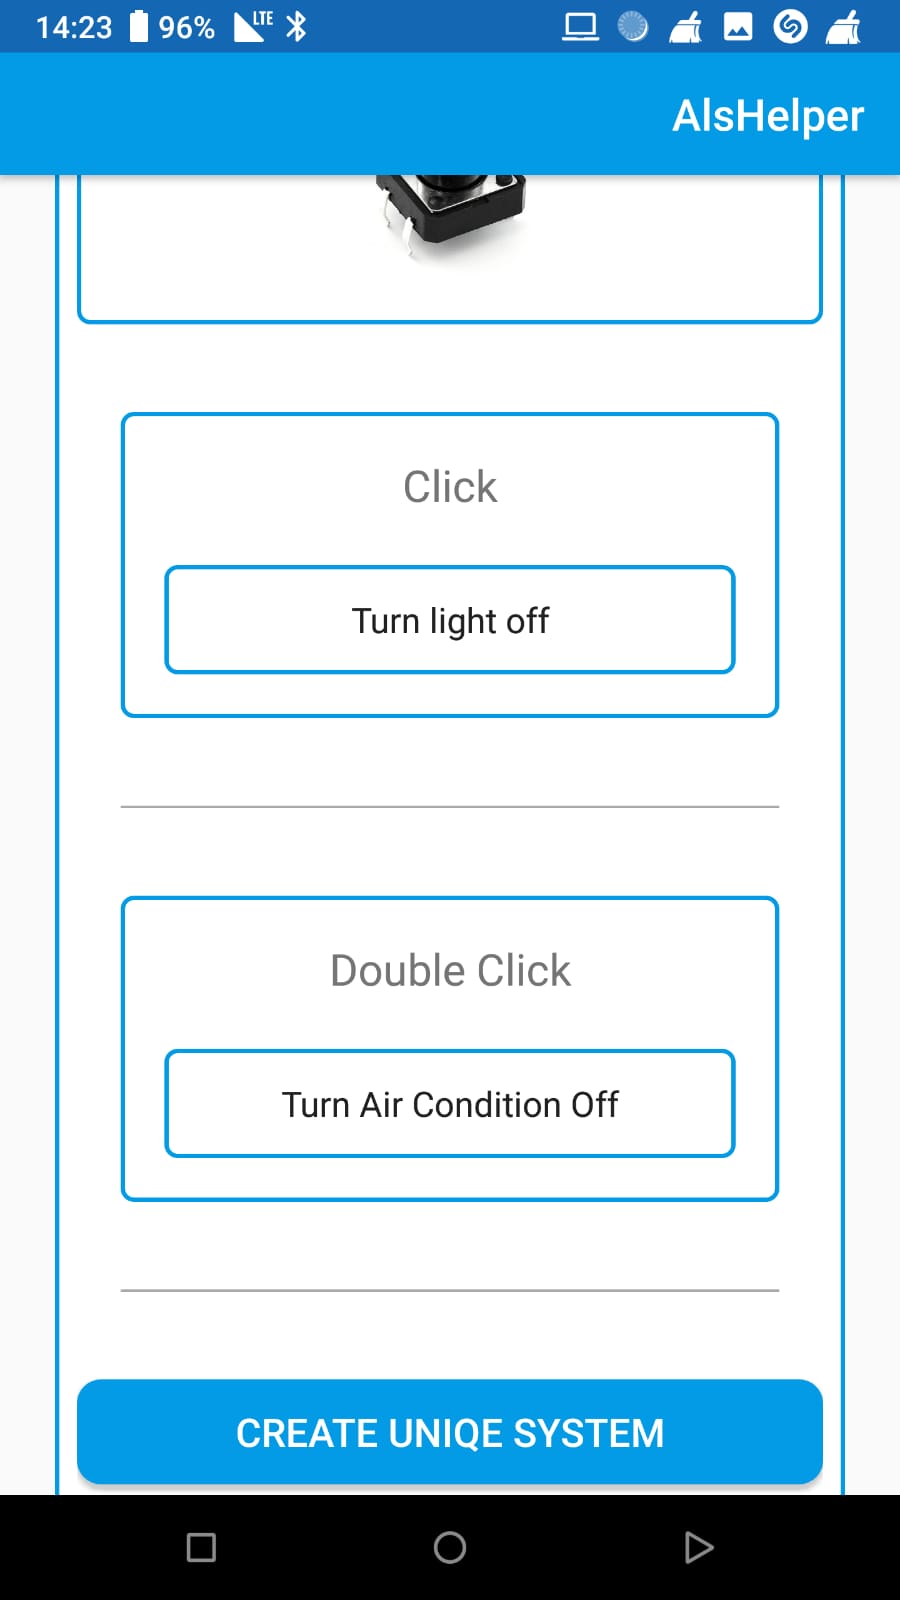 14:23 96% LTE
AlsHelper
Click
Turn light off
Double Click
Turn Air Condition Off
CREATE UNIQE SYSTEM